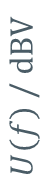 U(f) / dBV